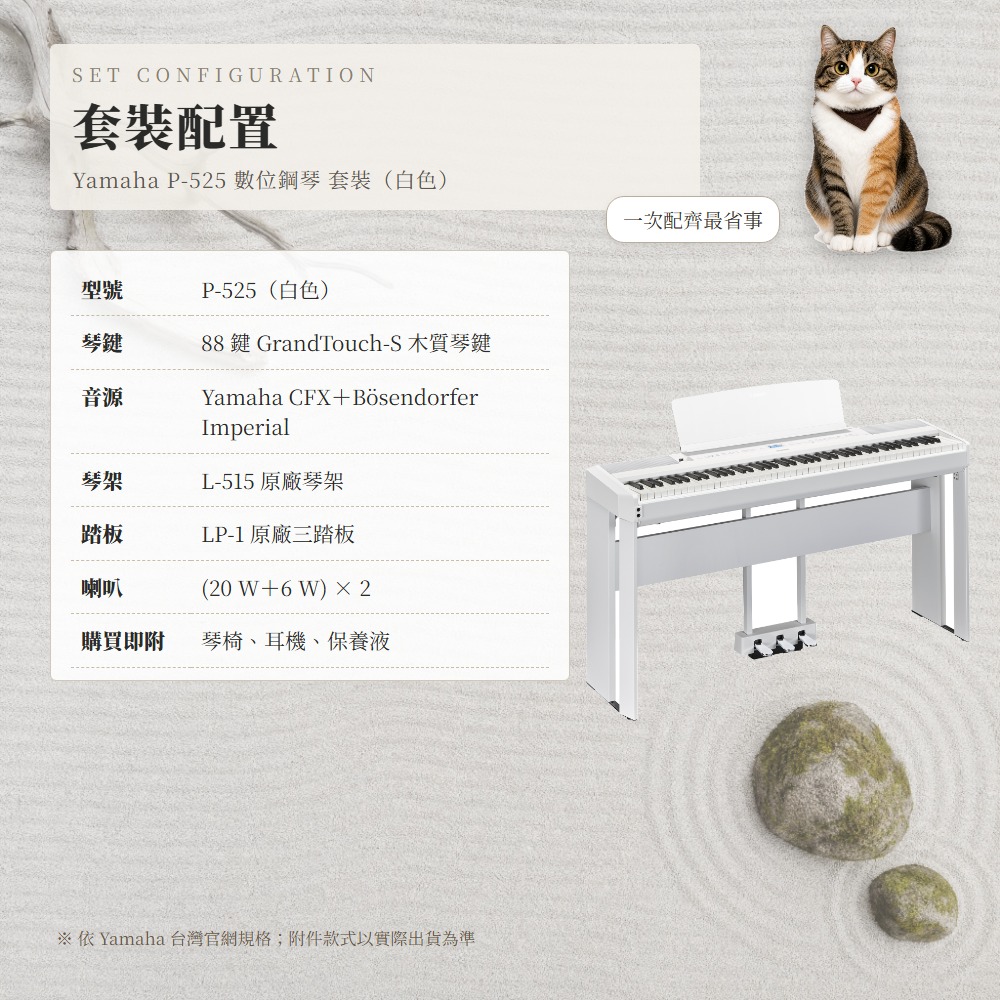 SET CONFIGURATION
套裝配置
Yamaha P-525 數位鋼琴 套裝（白色）
一次配齊最省事
型號 P-525（白色）
琴鍵 88 鍵 GrandTouch-S 木質琴鍵
音源 Yamaha CFX＋Bösendorfer
Imperial
琴架 L-515 原廠琴架
踏板 LP-1 原廠三踏板
喇叭 (20 W＋6 W) × 2
購買即附 琴椅、耳機、保養液
※ 依 Yamaha 台灣官網規格；附件款式以實際出貨為準